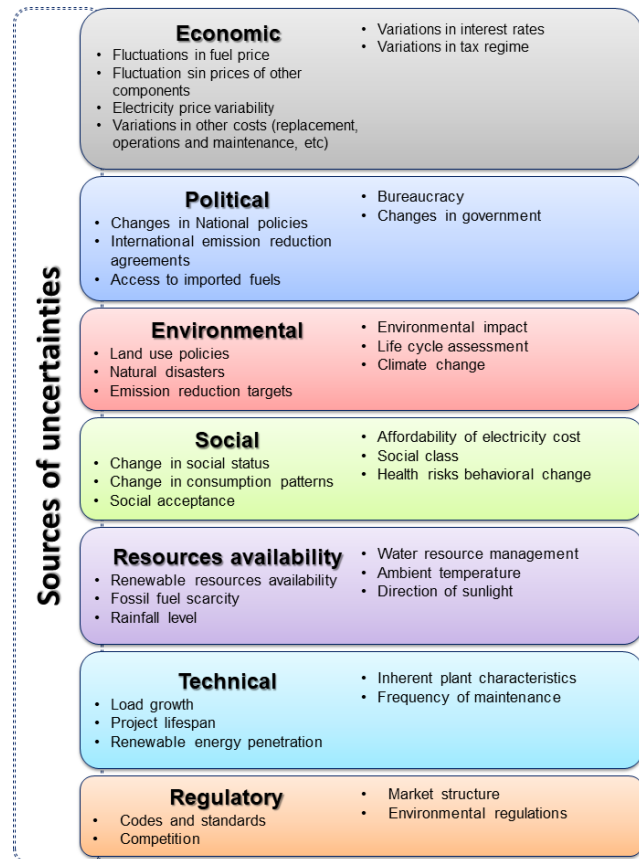 Sources of uncertainties
Economic
• Fluctuations in fuel price
• Fluctuation sin prices of other
components
• Electricity price variability
• Variations in other costs (replacement,
operations and maintenance, etc)
• Variations in interest rates
• Variations in tax regime
Political
• Changes in National policies
• International emission reduction
agreements
• Access to imported fuels
• Bureaucracy
• Changes in government
Environmental
• Land use policies
• Natural disasters
• Emission reduction targets
• Environmental impact
• Life cycle assessment
• Climate change
Social
• Change in social status
• Change in consumption patterns
• Social acceptance
• Affordability of electricity cost
• Social class
• Health risks behavioral change
Resources availability
• Renewable resources availability
• Fossil fuel scarcity
• Rainfall level
• Water resource management
• Ambient temperature
• Direction of sunlight
Technical
• Load growth
• Project lifespan
• Renewable energy penetration
• Inherent plant characteristics
• Frequency of maintenance
Regulatory
• Codes and standards
• Competition
• Market structure
• Environmental regulations